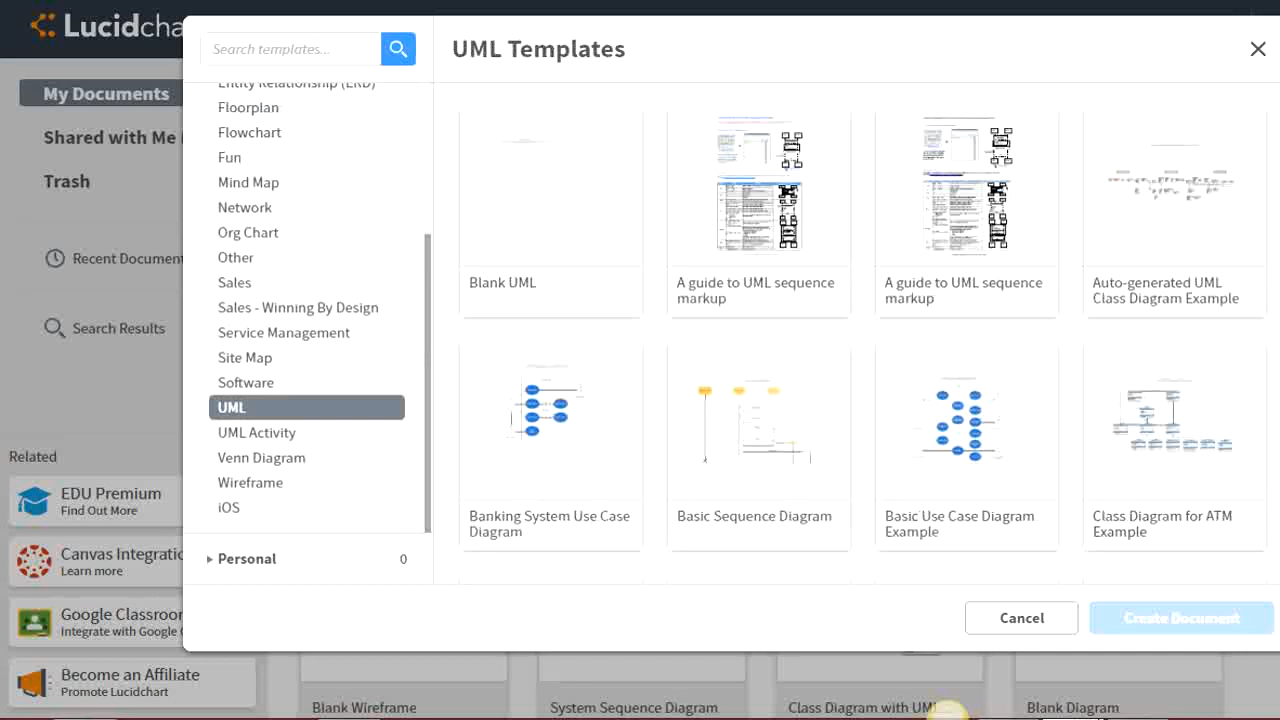 Lucidcha
My Documents
Shared with Me
Trash
Recent Document
Search Results
Related
EDU Premium
Find Out More
Canvas Integratio
Learn more
Google Classroor
Integrate with Google C
Become an Affiliate
Promote Lucidchart
Search templates...
Entity Relationship (ERD)
Floorplan
Flowchart
Fun
Mind Map
Network
Org Chart
Other
Sales
Sales - Winning By Design
Service Management
Site Map
Software
UML
UML Activity
Venn Diagram
Wireframe
iOS
Personal 0
UML Templates
Blank UML
A guide to UML sequence
markup
A guide to UML sequence
markup
Auto-generated UML
Class Diagram Example
Banking System Use Case
Diagram
Basic Sequence Diagram
Basic Use Case Diagram
Example
Class Diagram for ATM
Example
Cancel
Create Document
Blank Wireframe
System Sequence Diagram
Class Diagram with UML
Blank Diagram